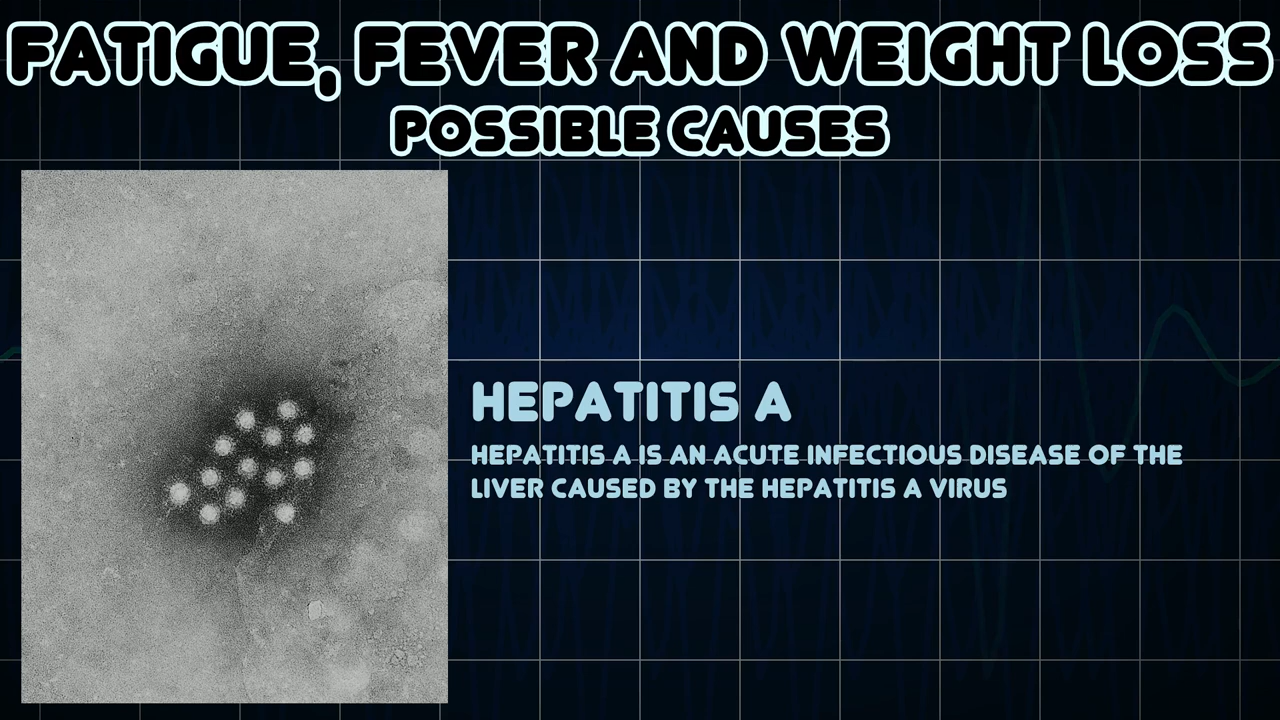 FATIGUE, FEVER AND WEIGHT LOSS
POSSIBLE CAUSES
HEPATITIS A
HEPATITIS A IS AN ACUTE INFECTIOUS DISEASE OF THE
LIVER CAUSED BY THE HEPATITIS A VIRUS